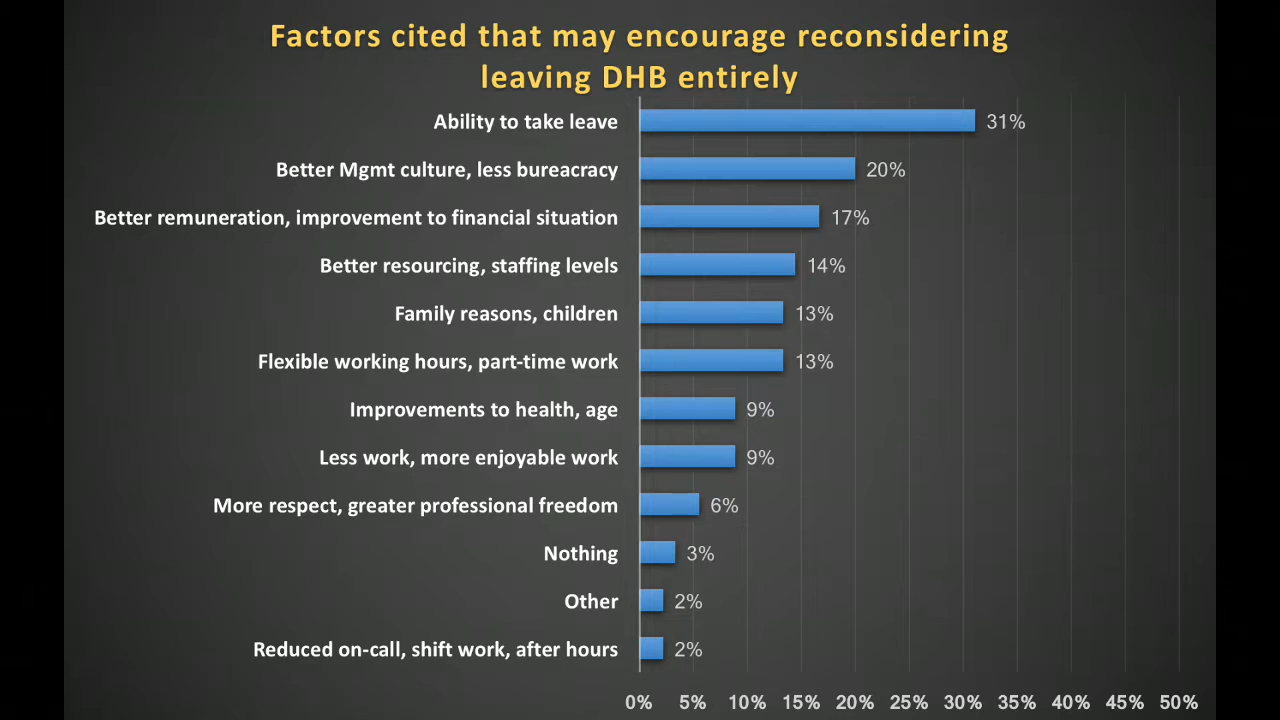 Factors cited that may encourage reconsidering
leaving DHB entirely
Ability to take leave 31%
Better Mgmt culture, less bureacracy 20%
Better remuneration, improvement to financial situation 17%
Better resourcing, staffing levels 14%
Family reasons, children 13%
Flexible working hours, part-time work 13%
Improvements to health, age 9%
Less work, more enjoyable work 9%
More respect, greater professional freedom 6%
Nothing 3%
Other 2%
Reduced on-call, shift work, after hours 2%
0% 5% 10% 15% 20% 25% 30% 35% 40% 45% 50%